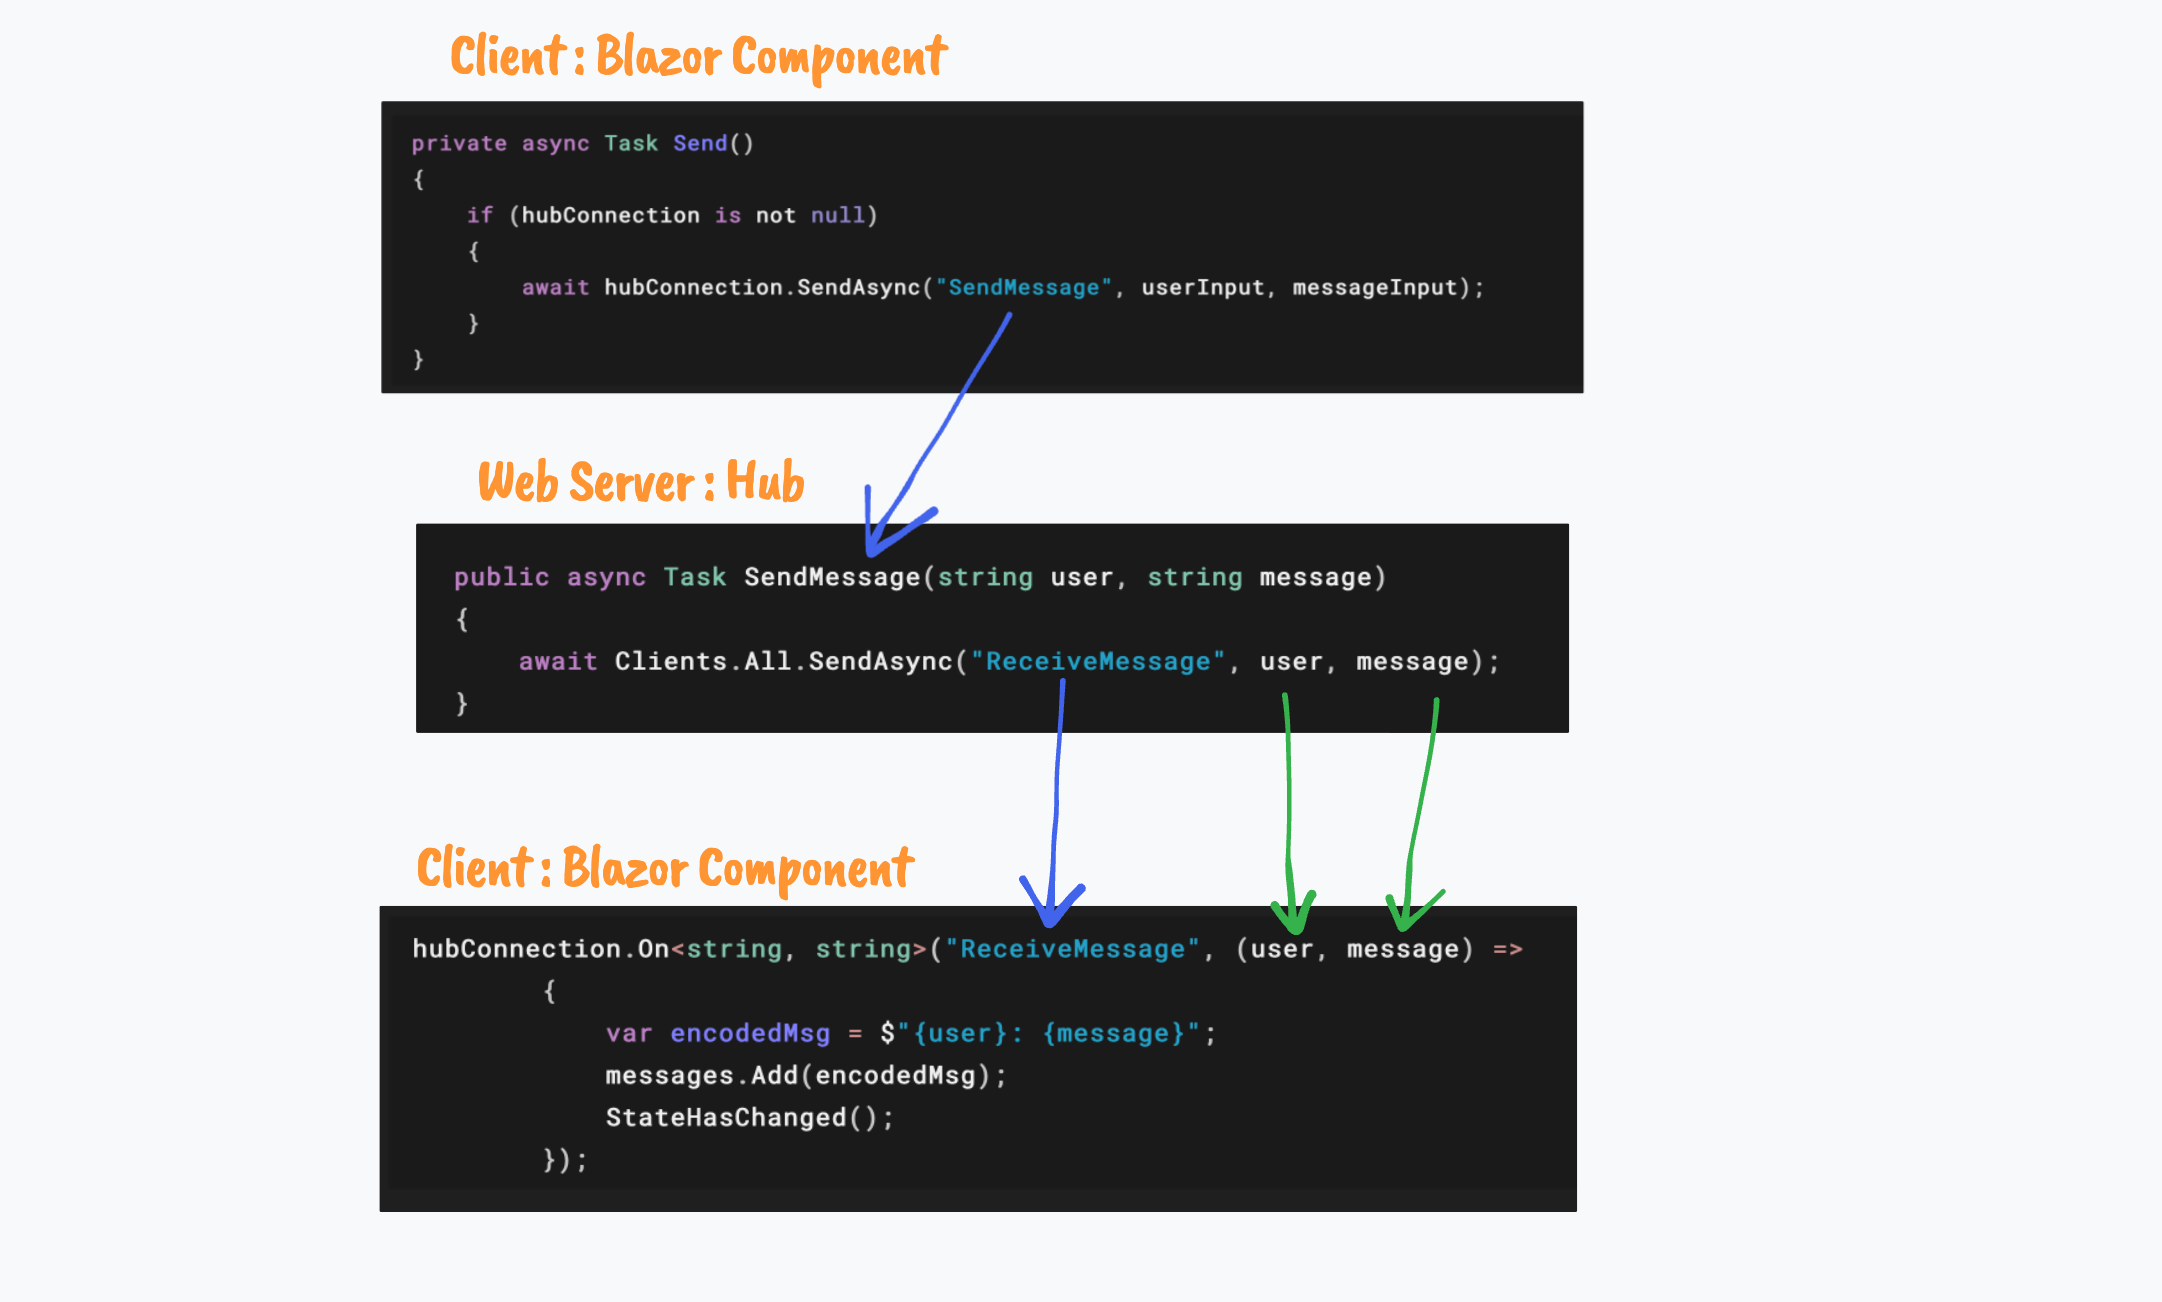 Client : Blazor Component
private async Task Send()
{
    if (hubConnection is not null)
    {
        await hubConnection.SendAsync("SendMessage", userInput, messageInput);
    }
}
Web Server : Hub
public async Task SendMessage(string user, string message)
{
    await Clients.All.SendAsync("ReceiveMessage", user, message);
}
Client : Blazor Component
hubConnection.On<string, string>("ReceiveMessage", (user, message) =>
        {
            var encodedMsg = $"{user}: {message}";
            messages.Add(encodedMsg);
            StateHasChanged();
        });